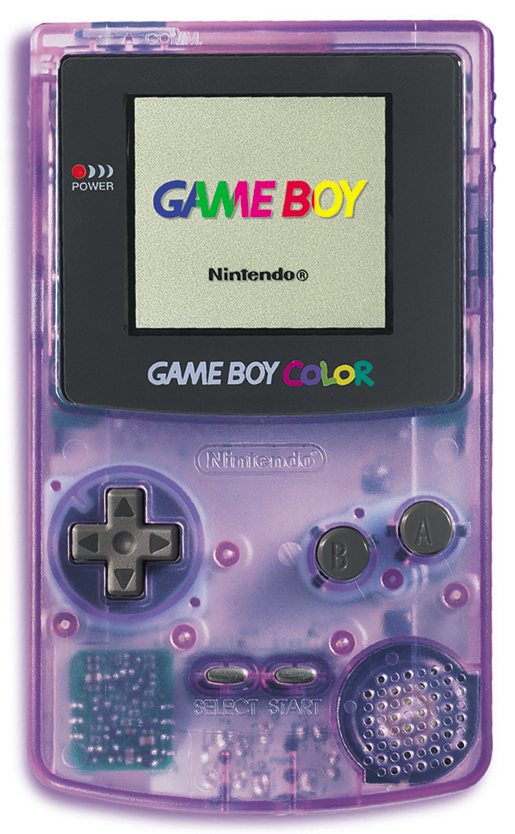 COMM.
POWER
GAME BOY
Nintendo®
GAME BOY COLOR
Nintendo®
A
B
SELECT START